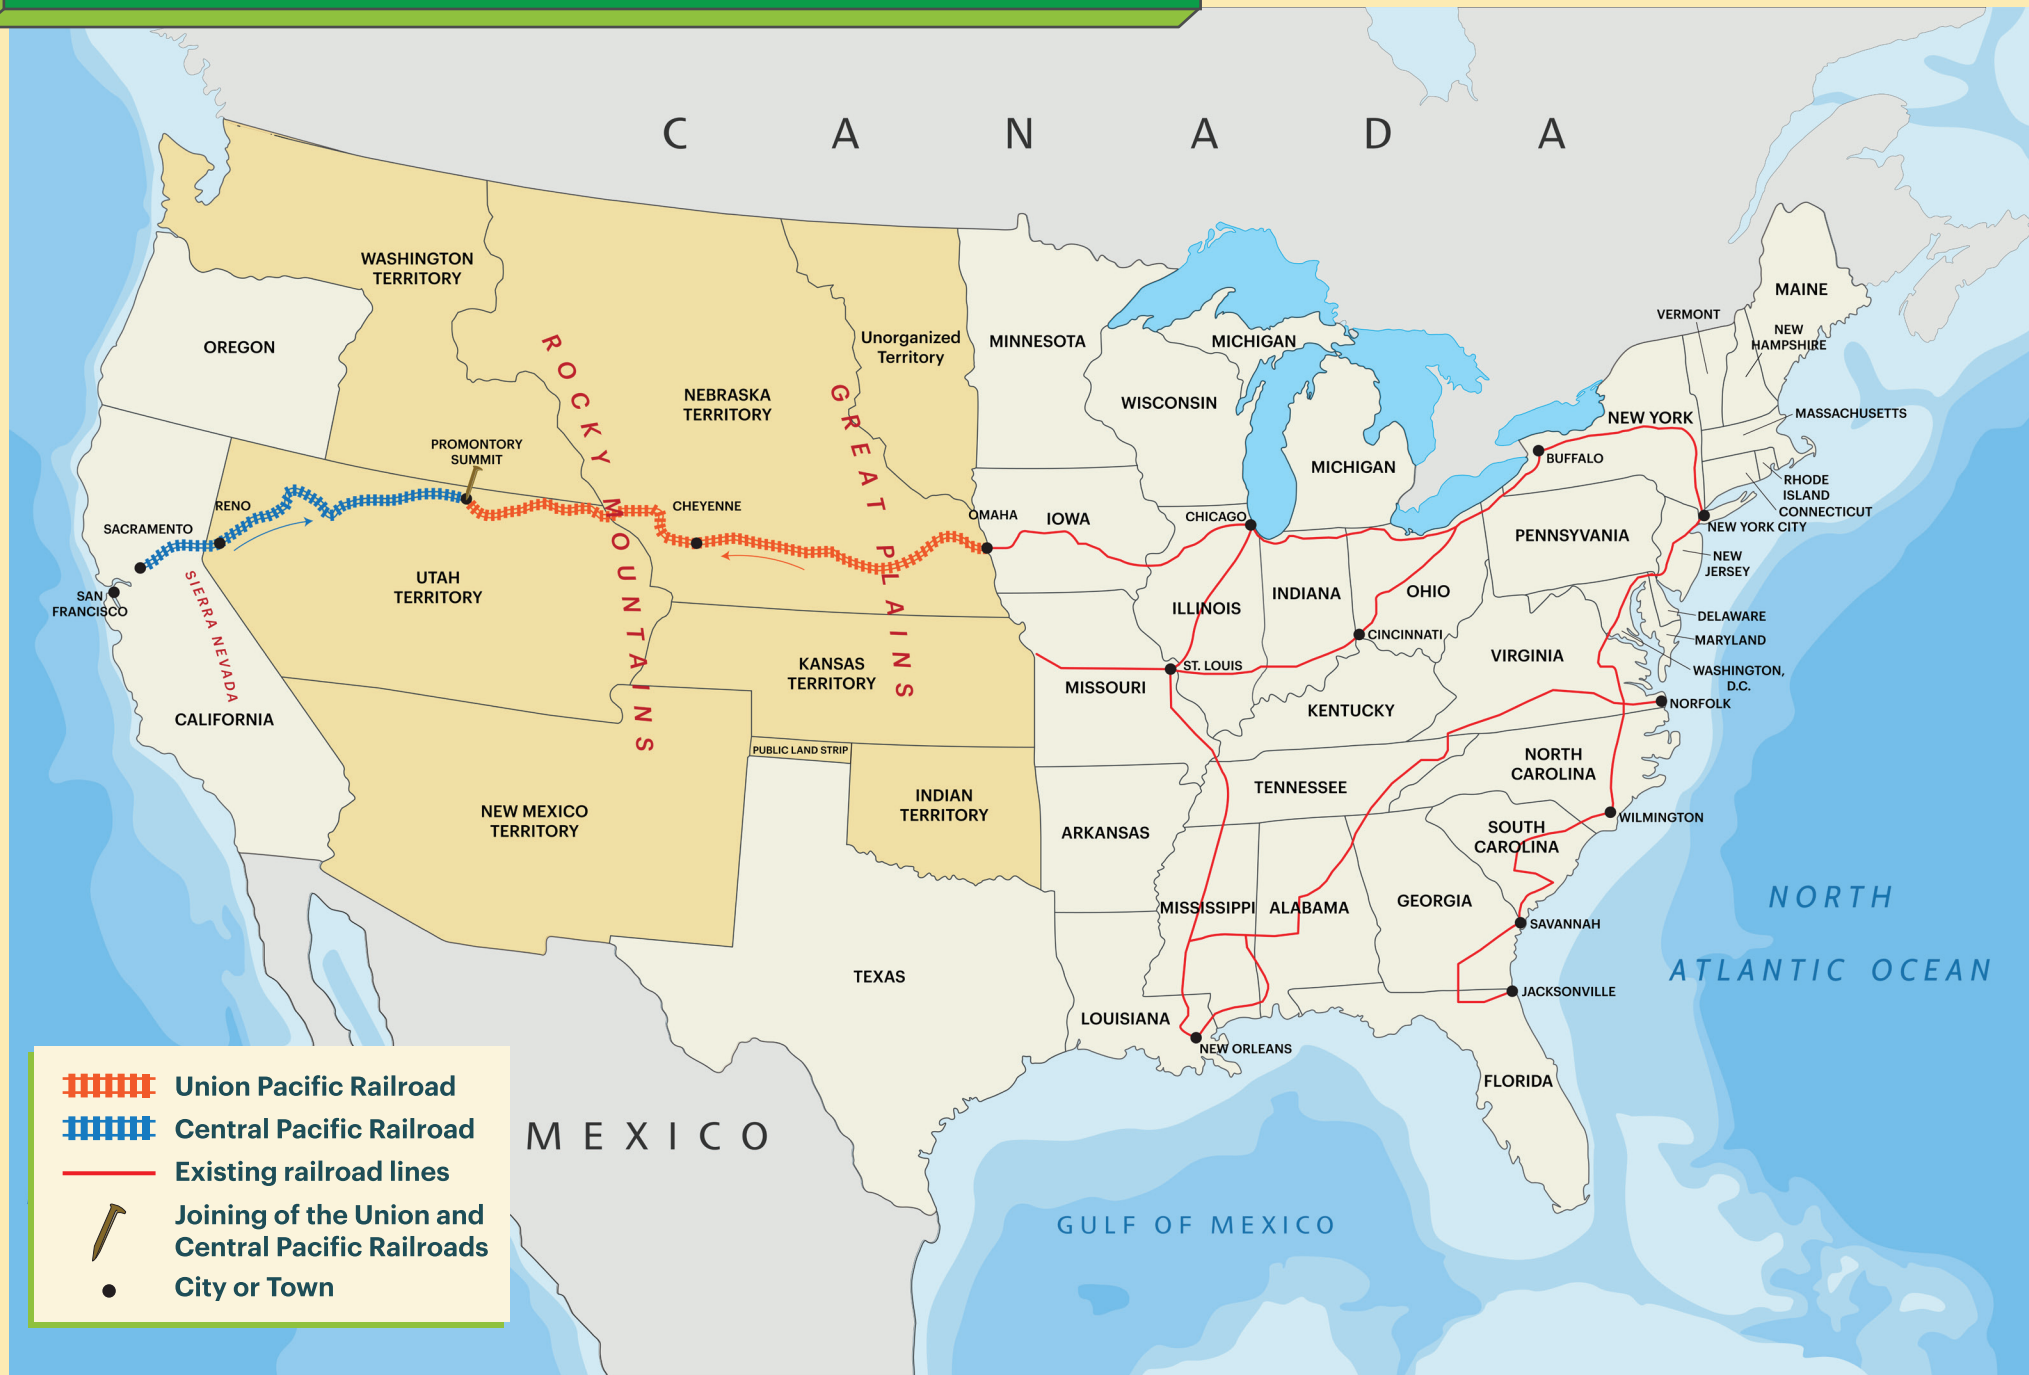 C A N A D A
WASHINGTON
TERRITORY
OREGON
ROCKY MOUNTAINS
NEBRASKA
TERRITORY
GREAT PLAINS
Unorganized
Territory
MINNESOTA
MICHIGAN
WISCONSIN
MICHIGAN
MAINE
VERMONT
NEW
HAMPSHIRE
NEW YORK
MASSACHUSETTS
BUFFALO
RHODE
ISLAND
CONNECTICUT
NEW YORK CITY
PROMONTORY
SUMMIT
RENO
SACRAMENTO
CHEYENNE
OMAHA
IOWA
CHICAGO
PENNSYVANIA
NEW
JERSEY
SAN
FRANCISCO
SIERRA NEVADA
UTAH
TERRITORY
ILLINOIS
INDIANA
OHIO
CINCINNATI
DELAWARE
MARYLAND
WASHINGTON,
D.C.
VIRGINIA
NORFOLK
KANSAS
TERRITORY
ST. LOUIS
MISSOURI
KENTUCKY
CALIFORNIA
PUBLIC LAND STRIP
NORTH
CAROLINA
TENNESSEE
NEW MEXICO
TERRITORY
INDIAN
TERRITORY
ARKANSAS
WILMINGTON
SOUTH
CAROLINA
MISSISSIPPI
ALABAMA
GEORGIA
SAVANNAH
NORTH
ATLANTIC OCEAN
TEXAS
JACKSONVILLE
LOUISIANA
NEW ORLEANS
FLORIDA
MEXICO
GULF OF MEXICO
Union Pacific Railroad
Central Pacific Railroad
Existing railroad lines
Joining of the Union and
Central Pacific Railroads
City or Town